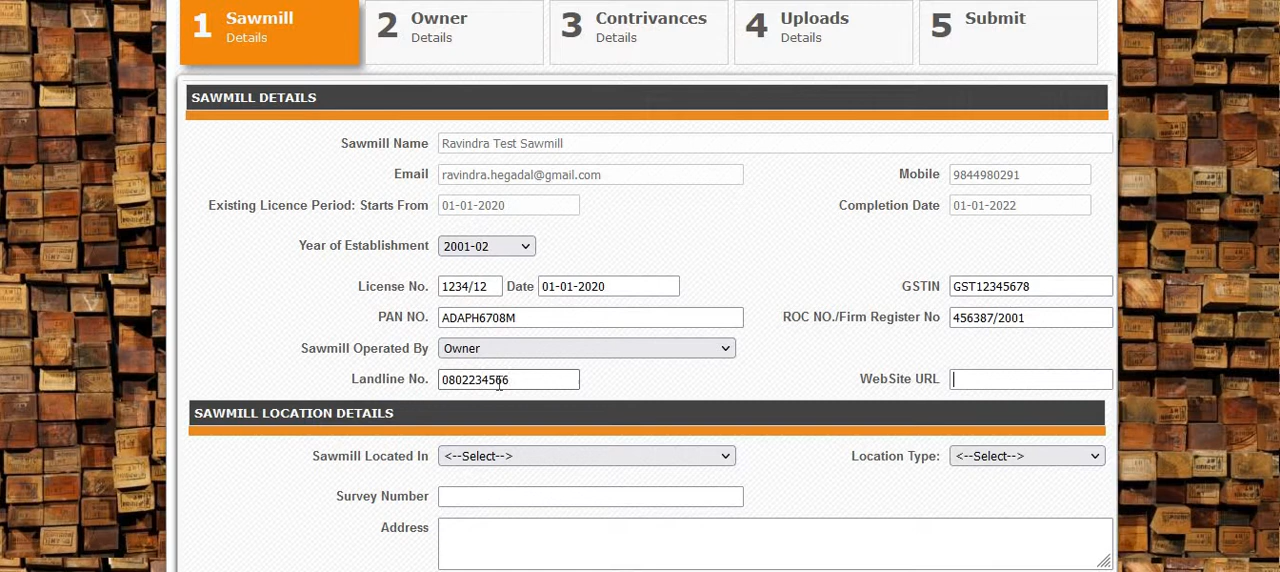 1 Sawmill Details
2 Owner Details
3 Contrivances Details
4 Uploads Details
5 Submit
SAWMILL DETAILS
Sawmill Name Ravindra Test Sawmill
Email ravindra.hegadal@gmail.com Mobile 9844980291
Existing Licence Period: Starts From 01-01-2020 Completion Date 01-01-2022
Year of Establishment 2001-02
License No. 1234/12 Date 01-01-2020 GSTIN GST12345678
PAN NO. ADAPH6708M ROC NO./Firm Register No 456387/2001
Sawmill Operated By Owner
Landline No. 0802234566 WebSite URL
SAWMILL LOCATION DETAILS
Sawmill Located In <--Select--> Location Type: <--Select-->
Survey Number
Address